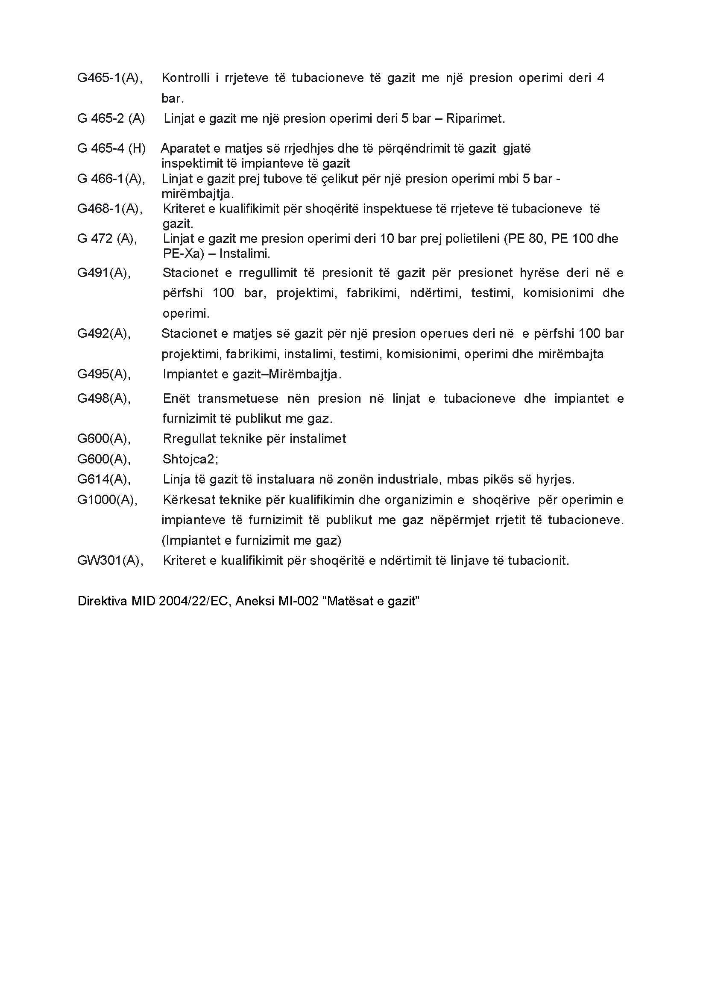 G465-1(A), Kontrolli i rrjeteve të tubacioneve të gazit me një presion operimi deri 4
bar.
G 465-2 (A) Linjat e gazit me një presion operimi deri 5 bar – Riparimet.
G 465-4 (H) Aparatet e matjes së rrjedhjes dhe të përqëndrimit të gazit gjatë
inspektimit të impianteve të gazit
G 466-1(A), Linjat e gazit prej tubove të çelikut për një presion operimi mbi 5 bar -
mirëmbajtja.
G468-1(A), Kriteret e kualifikimit për shoqëritë inspektuese të rrjeteve të tubacioneve të
gazit.
G 472 (A), Linjat e gazit me presion operimi deri 10 bar prej polietileni (PE 80, PE 100 dhe
PE-Xa) – Instalimi.
G491(A), Stacionet e rregullimit të presionit të gazit për presionet hyrëse deri në e
përfshi 100 bar, projektimi, fabrikimi, ndërtimi, testimi, komisionimi dhe
operimi.
G492(A), Stacionet e matjes së gazit për një presion operues deri në e përfshi 100 bar
projektimi, fabrikimi, instalimi, testimi, komisionimi, operimi dhe mirëmbajta
G495(A), Impiantet e gazit–Mirëmbajtja.
G498(A), Enët transmetuese nën presion në linjat e tubacioneve dhe impiantet e
furnizimit të publikut me gaz.
G600(A), Rregullat teknike për instalimet
G600(A), Shtojca2;
G614(A), Linja të gazit të instaluara në zonën industriale, mbas pikës së hyrjes.
G1000(A), Kërkesat teknike për kualifikimin dhe organizimin e shoqërive për operimin e
impianteve të furnizimit të publikut me gaz nëpërmjet rrjetit të tubacioneve.
(Impiantet e furnizimit me gaz)
GW301(A), Kriteret e kualifikimit për shoqëritë e ndërtimit të linjave të tubacionit.
Direktiva MID 2004/22/EC, Aneksi MI-002 “Matësat e gazit”